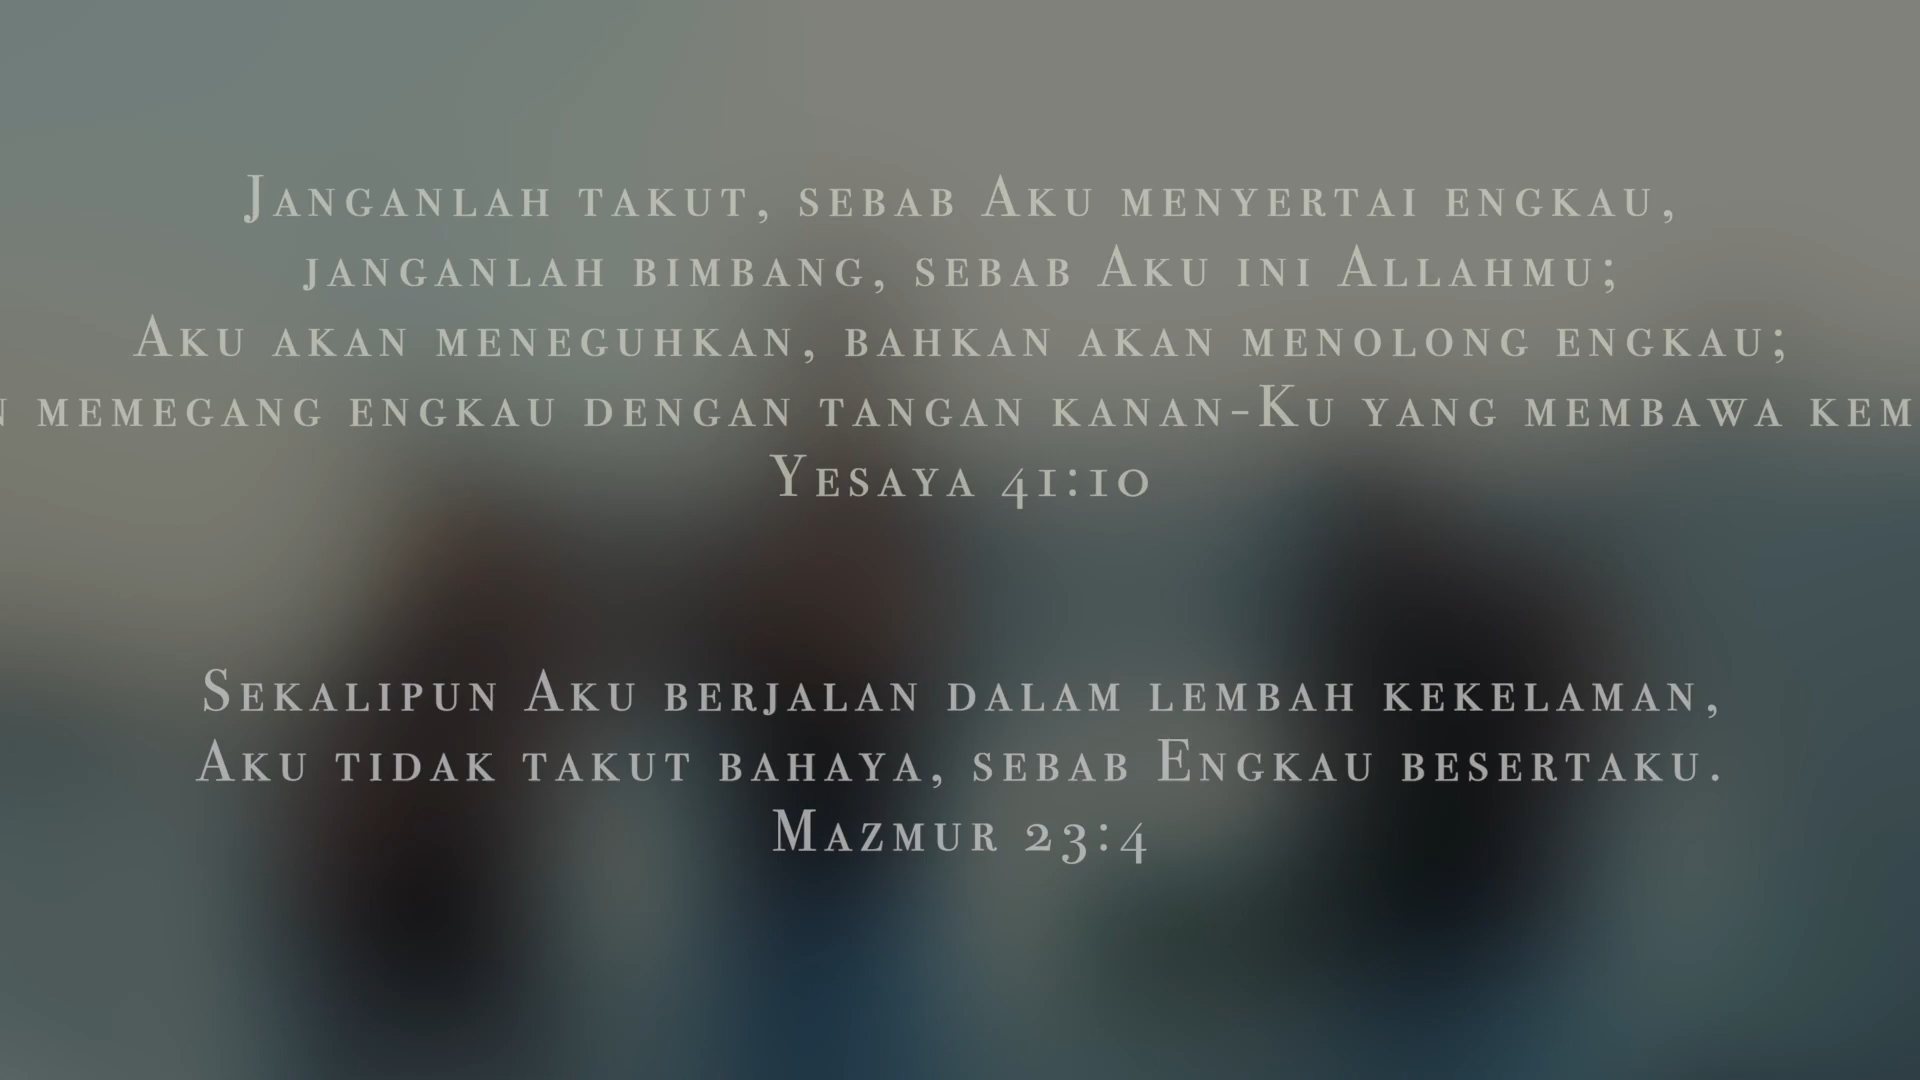 Janganlah takut, sebab Aku menyertai engkau,
janganlah bimbang, sebab Aku ini Allahmu;
Aku akan meneguhkan, bahkan akan menolong engkau;
memegang engkau dengan tangan kanan-Ku yang membawa
Yesaya 41:10
Sekalipun Aku berjalan dalam lembah kekelaman,
Aku tidak takut bahaya, sebab Engkau besertaku.
Mazmur 23:4